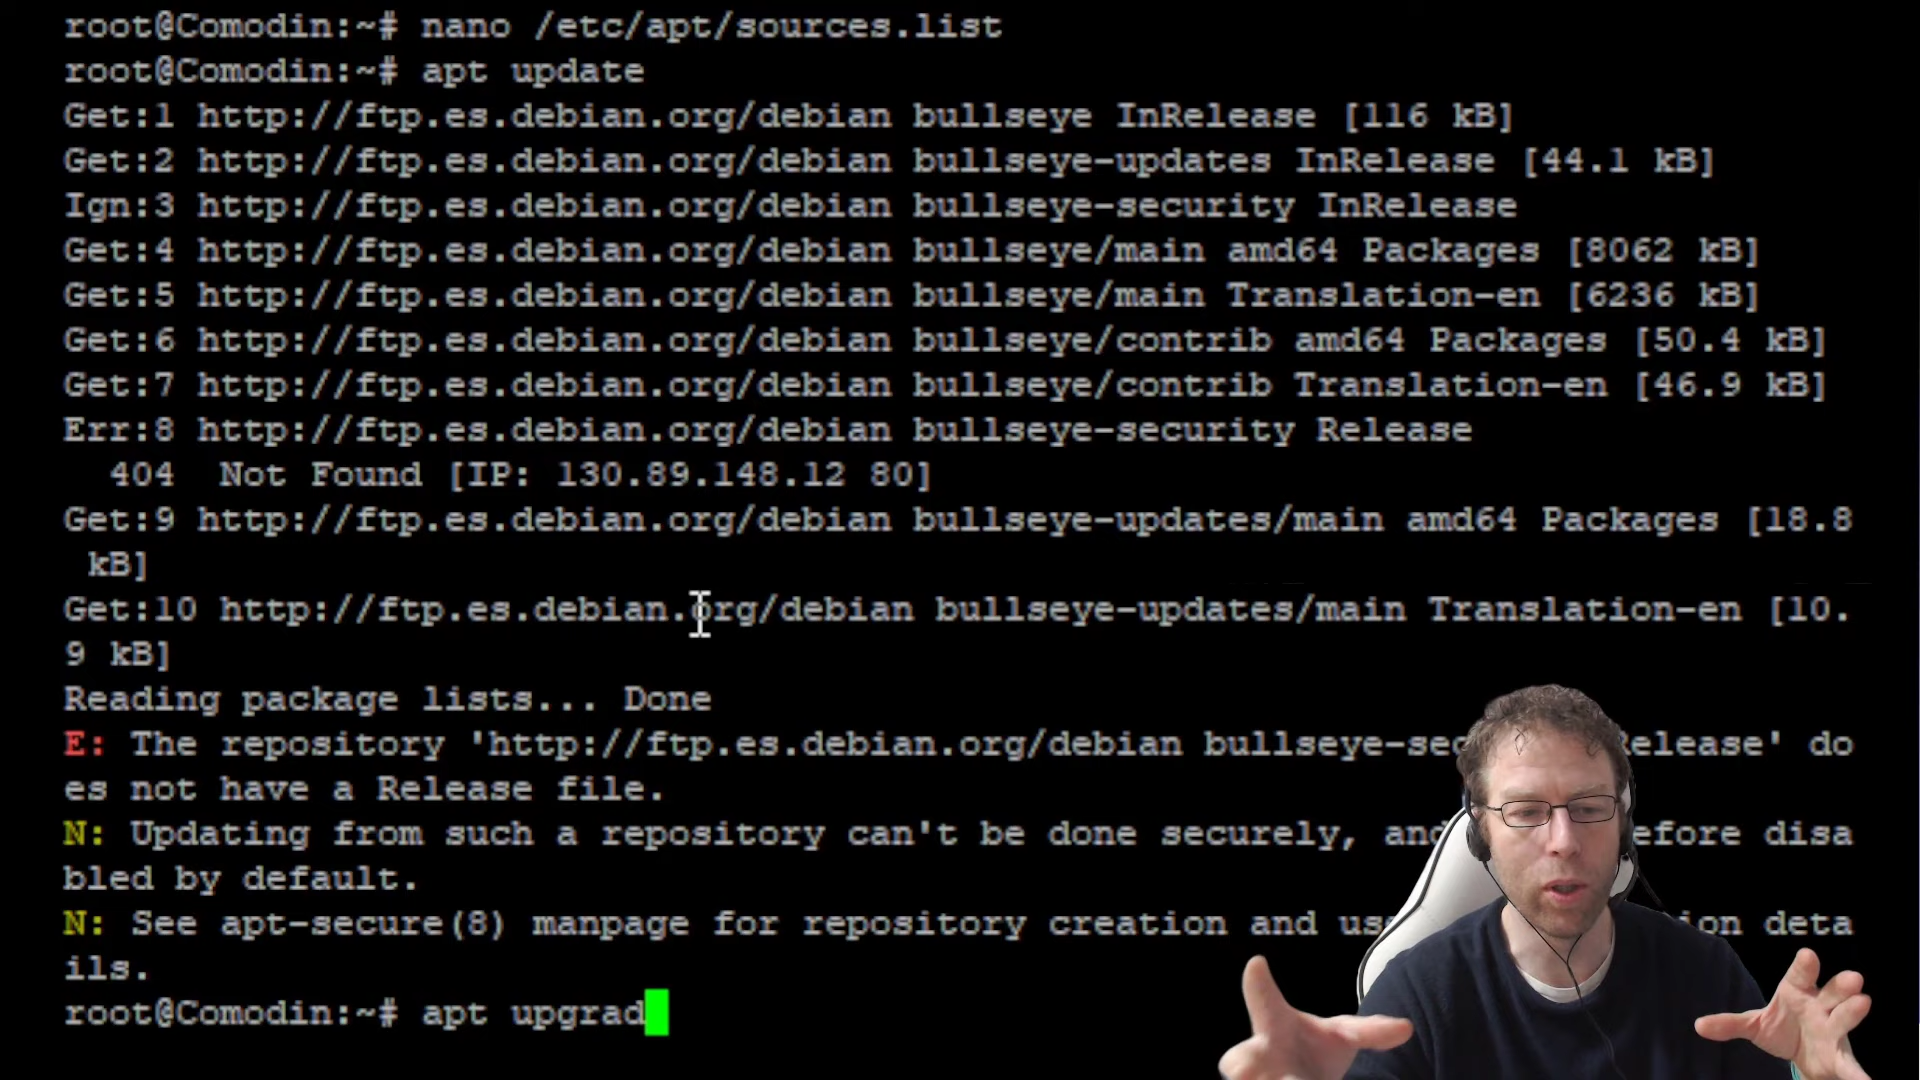 root@Comodin:~# nano /etc/apt/sources.list
root@Comodin:~# apt update
Get:1 http://ftp.es.debian.org/debian bullseye InRelease [116 kB]
Get:2 http://ftp.es.debian.org/debian bullseye-updates InRelease [44.1 kB]
Ign:3 http://ftp.es.debian.org/debian bullseye-security InRelease
Get:4 http://ftp.es.debian.org/debian bullseye/main amd64 Packages [8062 kB]
Get:5 http://ftp.es.debian.org/debian bullseye/main Translation-en [6236 kB]
Get:6 http://ftp.es.debian.org/debian bullseye/contrib amd64 Packages [50.4 kB]
Get:7 http://ftp.es.debian.org/debian bullseye/contrib Translation-en [46.9 kB]
Err:8 http://ftp.es.debian.org/debian bullseye-security Release
404 Not Found [IP: 130.89.148.12 80]
Get:9 http://ftp.es.debian.org/debian bullseye-updates/main amd64 Packages [18.8
kB]
Get:10 http://ftp.es.debian.org/debian bullseye-updates/main Translation-en [10.
9 kB]
Reading package lists... Done
E: The repository 'http://ftp.es.debian.org/debian bullseye-sec elease' do
es not have a Release file.
N: Updating from such a repository can't be done securely, and efore disa
bled by default.
N: See apt-secure(8) manpage for repository creation and us ion deta
ils.
root@Comodin:~# apt upgrad